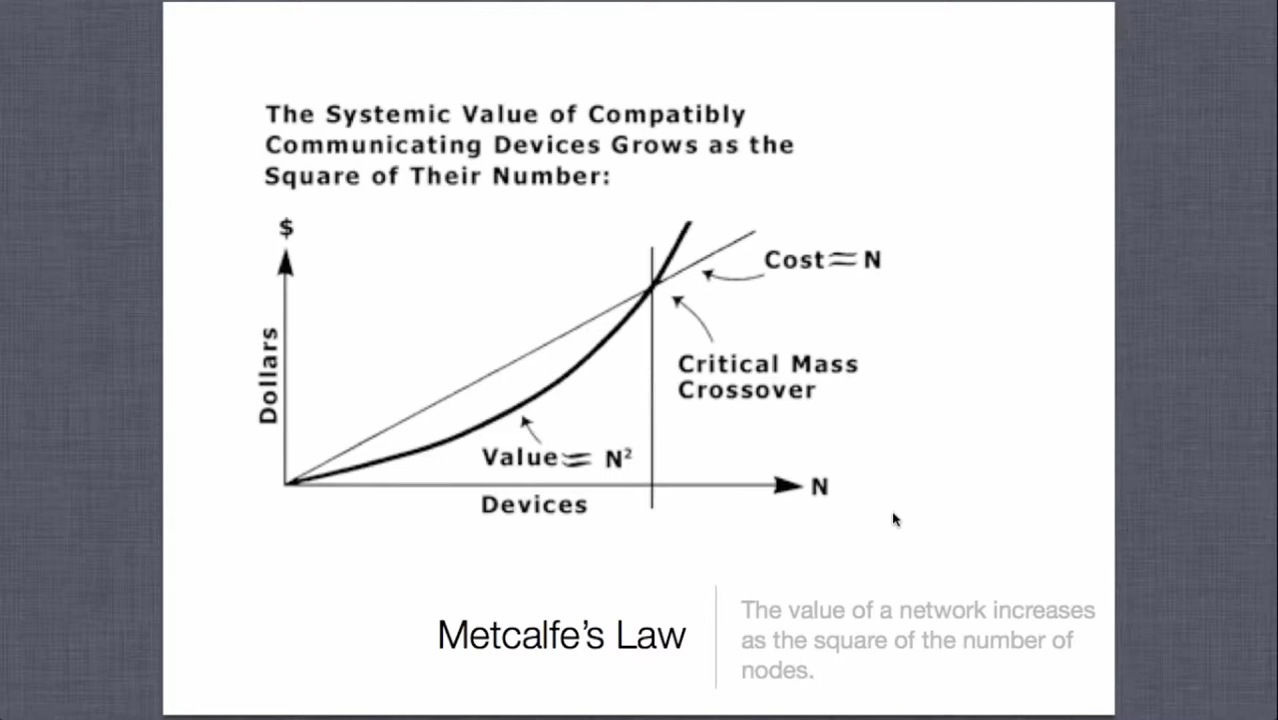 The Systemic Value of Compatibly
Communicating Devices Grows as the
Square of Their Number:
$
Dollars
Cost≈N
Critical Mass
Crossover
Value≈ N²
N
Devices
Metcalfe's Law
The value of a network increases
as the square of the number of
nodes.